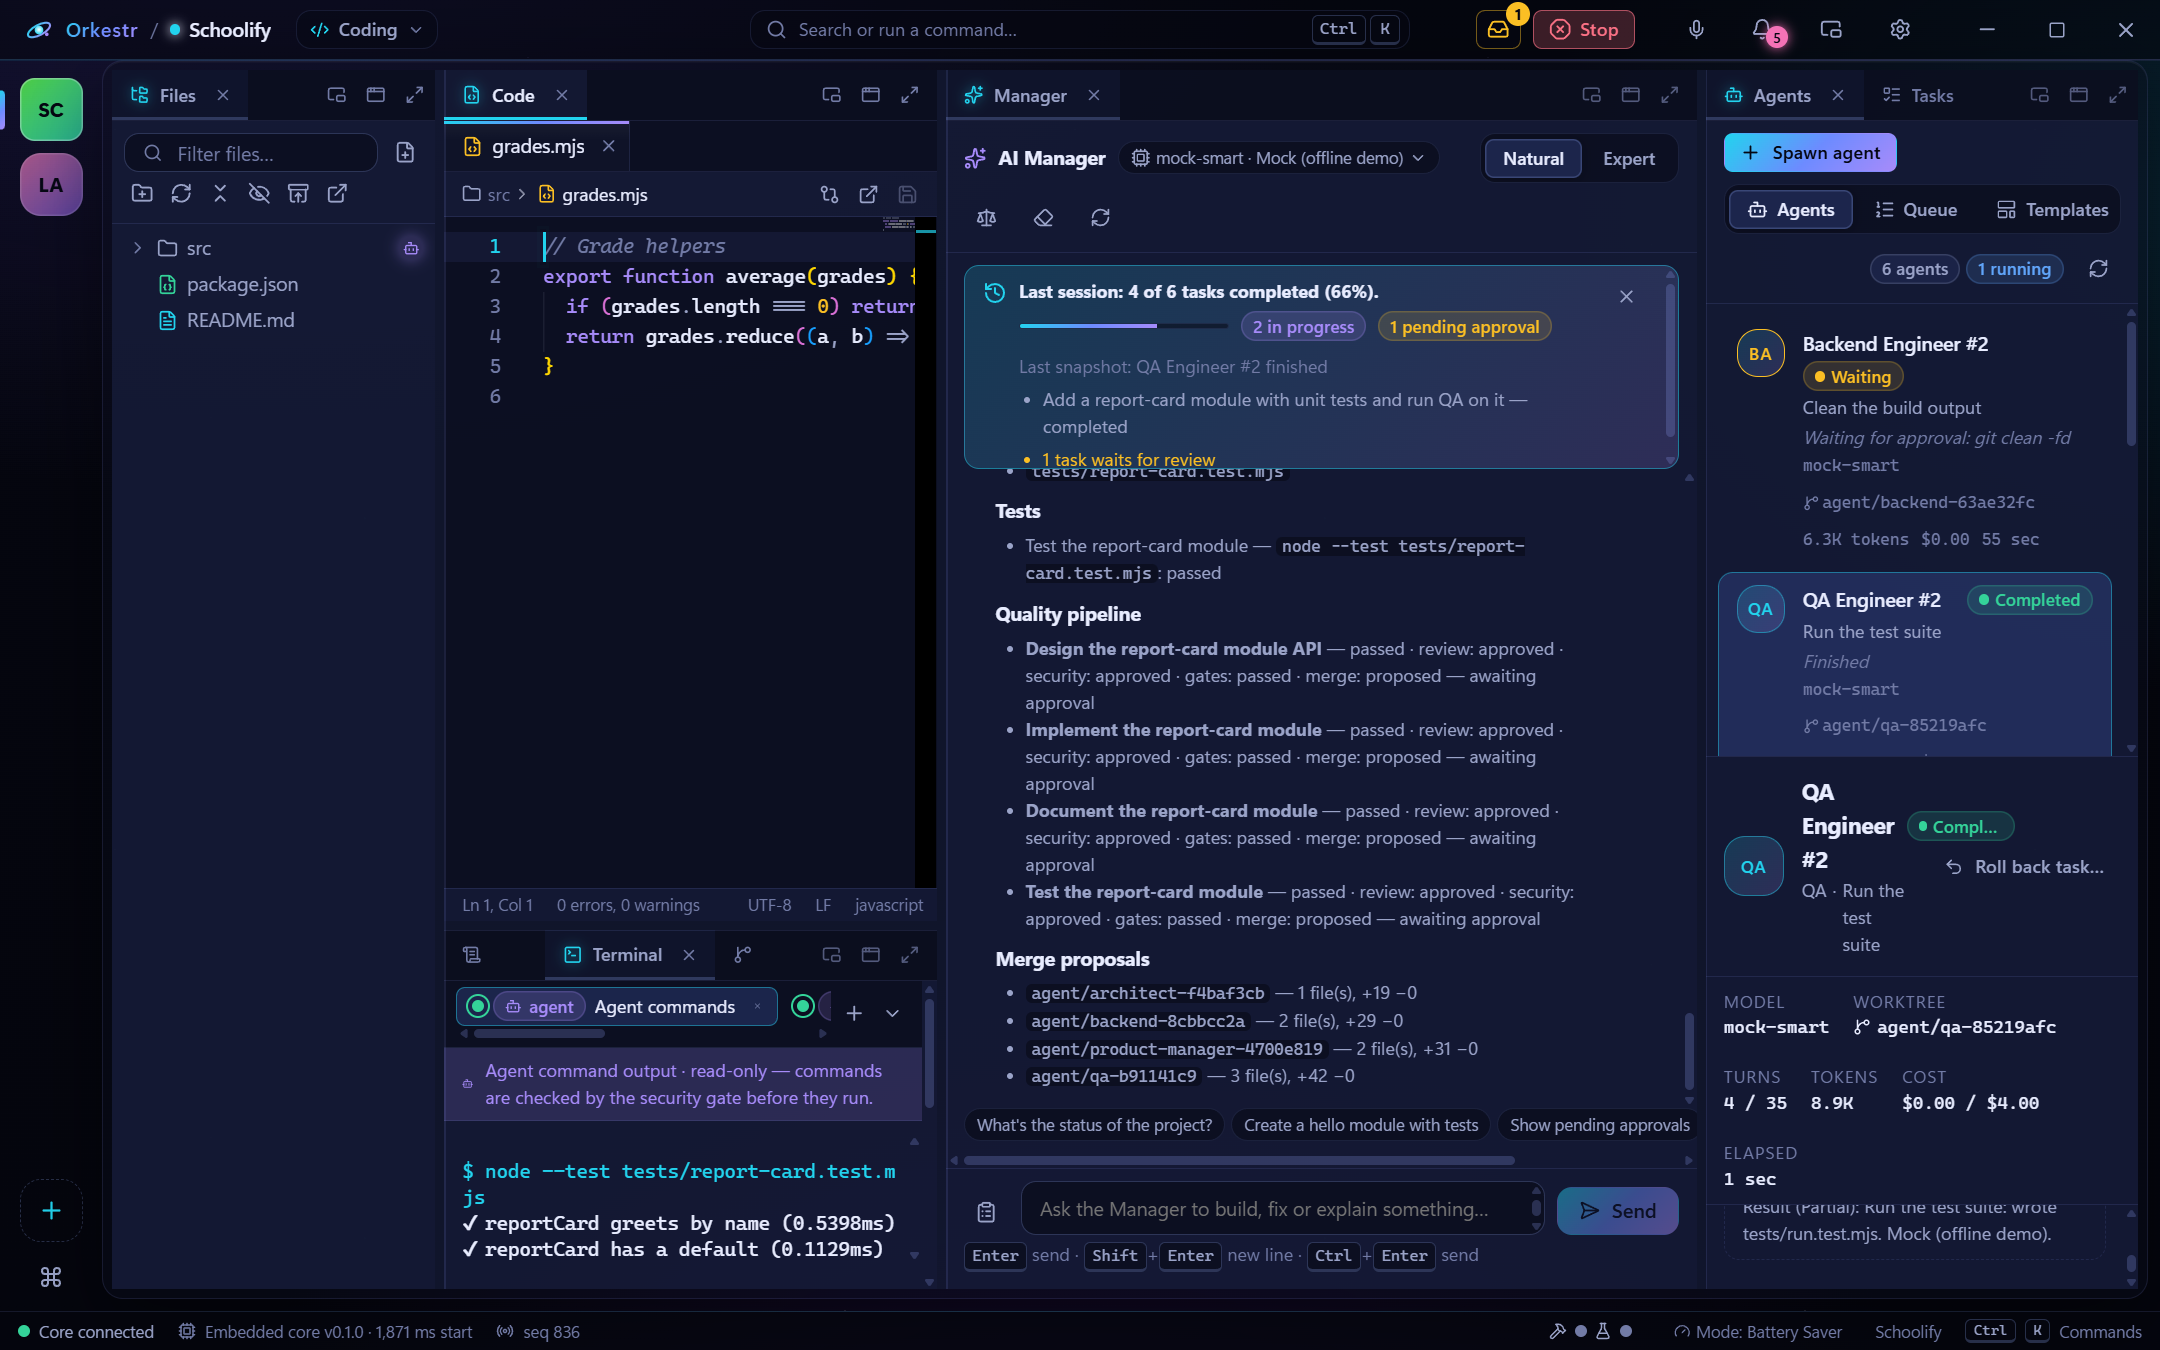 Orkestr / Schoolify
Coding
Search or run a command...
Ctrl K
1
Stop
5
SC
LA
Files
Filter files...
src
package.json
README.md
Code
grades.mjs
src > grades.mjs
1 // Grade helpers
2 export function average(grades) {
3 if (grades.length === 0) return
4 return grades.reduce((a, b) =>
5 }
6
Ln 1, Col 1 0 errors, 0 warnings UTF-8 LF javascript
Terminal
agent Agent commands
Agent command output · read-only — commands
are checked by the security gate before they run.
$ node --test tests/report-card.test.m
js
✓ reportCard greets by name (0.5398ms)
✓ reportCard has a default (0.1129ms)
Manager
AI Manager
mock-smart · Mock (offline demo)
Natural Expert
Last session: 4 of 6 tasks completed (66%).
2 in progress 1 pending approval
Last snapshot: QA Engineer #2 finished
• Add a report-card module with unit tests and run QA on it —
completed
• 1 task waits for review
• tests/report-card.test.mjs
Tests
• Test the report-card module — node --test tests/report-
card.test.mjs : passed
Quality pipeline
• Design the report-card module API — passed · review: approved ·
security: approved · gates: passed · merge: proposed — awaiting
approval
• Implement the report-card module — passed · review: approved ·
security: approved · gates: passed · merge: proposed — awaiting
approval
• Document the report-card module — passed · review: approved ·
security: approved · gates: passed · merge: proposed — awaiting
approval
• Test the report-card module — passed · review: approved · security:
approved · gates: passed · merge: proposed — awaiting approval
Merge proposals
• agent/architect-f4baf3cb — 1 file(s), +19 −0
• agent/backend-8cbbcc2a — 2 file(s), +29 −0
• agent/product-manager-4700e819 — 2 file(s), +31 −0
• agent/qa-b91141c9 — 3 file(s), +42 −0
What's the status of the project? Create a hello module with tests Show pending approvals
Ask the Manager to build, fix or explain something...
Send
Enter send · Shift + Enter new line · Ctrl + Enter send
Agents Tasks
Spawn agent
Agents Queue Templates
6 agents 1 running
BA
Backend Engineer #2
Waiting
Clean the build output
Waiting for approval: git clean -fd
mock-smart
agent/backend-63ae32fc
6.3K tokens $0.00 55 sec
QA
QA Engineer #2 Completed
Run the test suite
Finished
mock-smart
agent/qa-85219afc
QA
QA
Engineer
#2
Compl...
QA · Run the
test
suite
Roll back task...
MODEL WORKTREE
mock-smart agent/qa-85219afc
TURNS TOKENS COST
4 / 35 8.9K $0.00 / $4.00
ELAPSED
1 sec
Result (Partial): Run the test suite: wrote
tests/run.test.mjs. Mock (offline demo).
Core connected Embedded core v0.1.0 · 1,871 ms start seq 836
Mode: Battery Saver Schoolify Ctrl K Commands